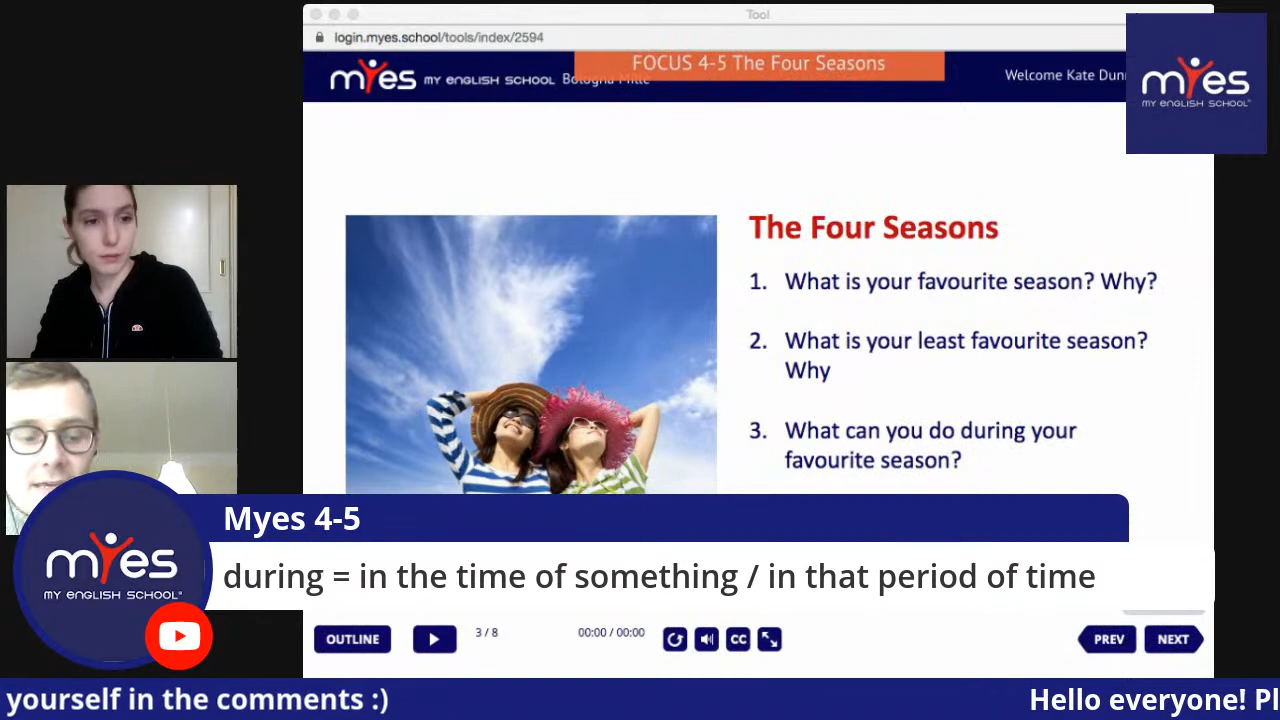 Tool
login.myes.school/tools/index/2594
FOCUS 4-5 The Four Seasons
myes MY ENGLISH SCHOOL Bologna Mille
Welcome Kate Dunn
myes
MY ENGLISH SCHOOL
The Four Seasons
1. What is your favourite season? Why?
2. What is your least favourite season?
Why
3. What can you do during your
favourite season?
Myes 4-5
during = in the time of something / in that period of time
myes
MY ENGLISH SCHOOL
OUTLINE
3 / 8
00:00 / 00:00
CC
PREV
NEXT
yourself in the comments :)
Hello everyone! Pl